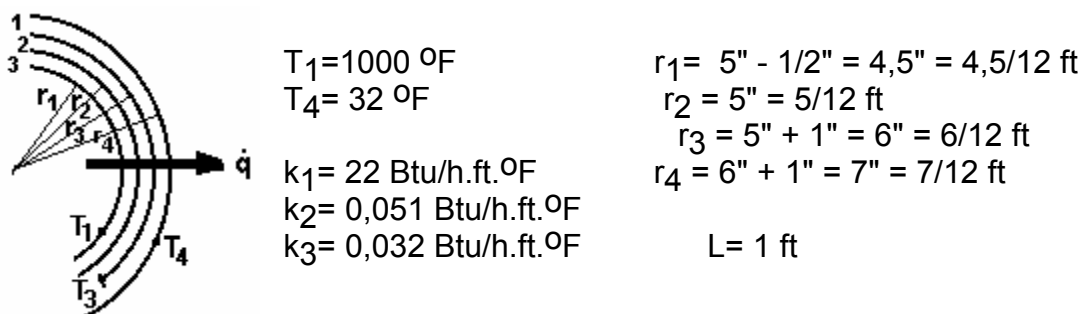 1
2
3
r1 r2 r3 r4
q̇
T1
T4
T3
T1=1000 ºF r1= 5" - 1/2" = 4,5" = 4,5/12 ft
T4= 32 ºF r2 = 5" = 5/12 ft
r3 = 5" + 1" = 6" = 6/12 ft
k1= 22 Btu/h.ft.ºF r4 = 6" + 1" = 7" = 7/12 ft
k2= 0,051 Btu/h.ft.ºF
k3= 0,032 Btu/h.ft.ºF L= 1 ft